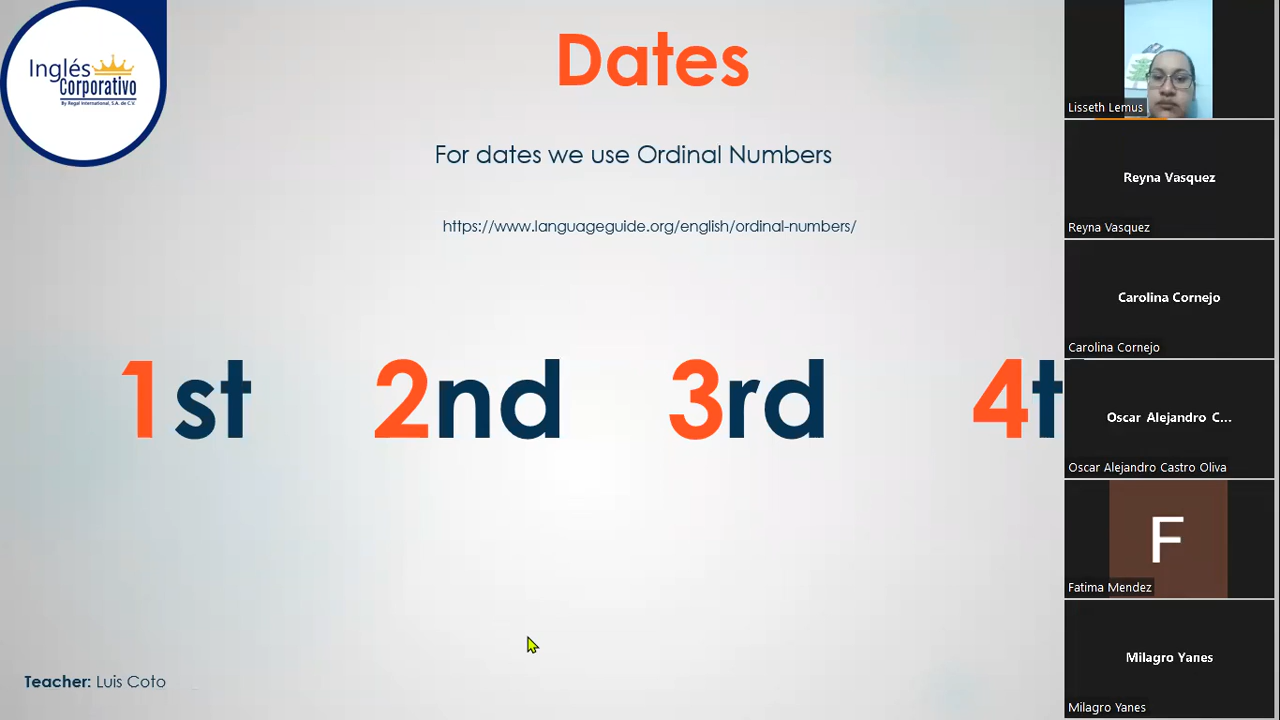 Inglés
Corporativo
By Regal International, S.A. de C.V.
Dates
For dates we use Ordinal Numbers
https://www.languageguide.org/english/ordinal-numbers/
1st 2nd 3rd 4t
Teacher: Luis Coto
Lisseth Lemus
Reyna Vasquez
Reyna Vasquez
Carolina Cornejo
Carolina Cornejo
Oscar Alejandro C...
Oscar Alejandro Castro Oliva
F
Fatima Mendez
Milagro Yanes
Milagro Yanes